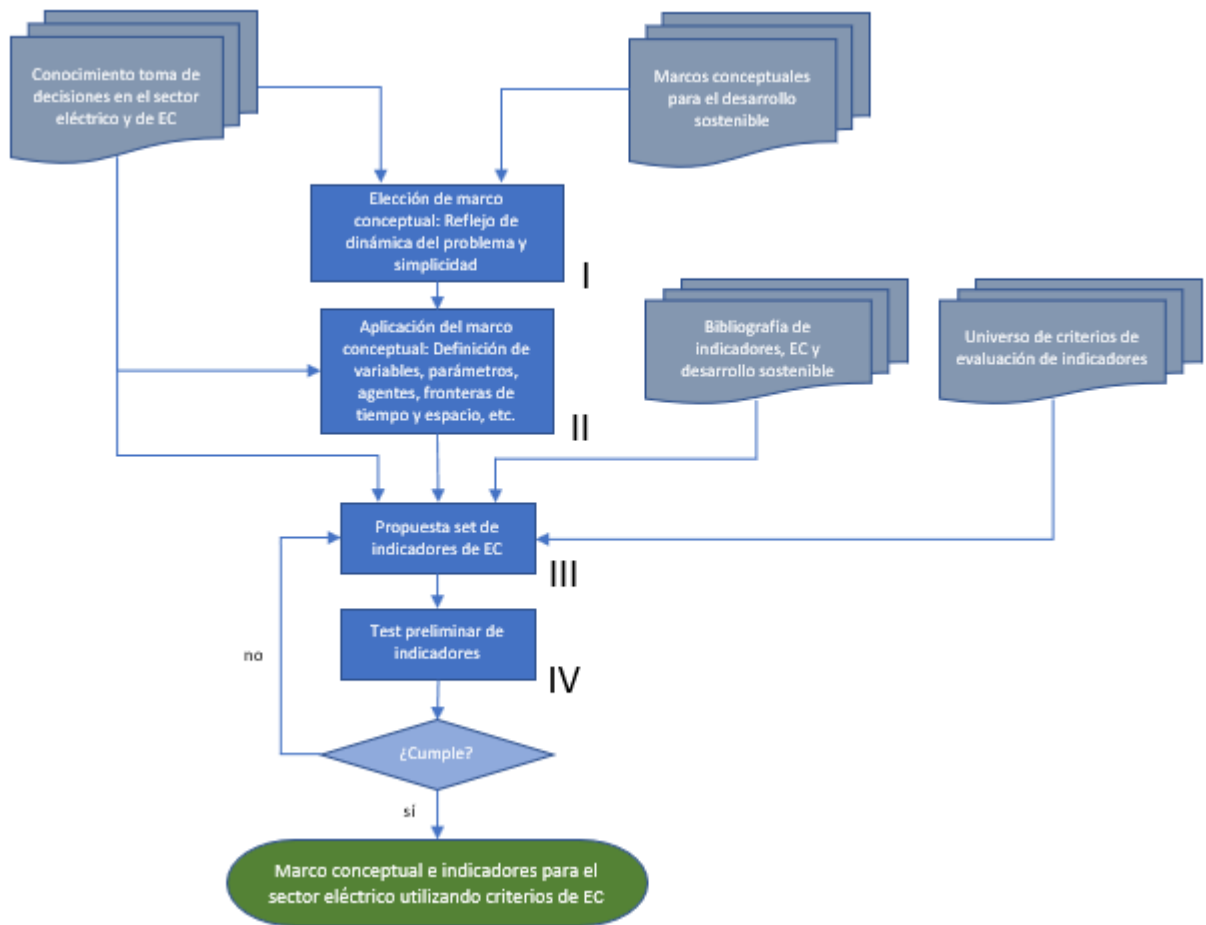 Conocimiento toma de
decisiones en el sector
eléctrico y de EC
Marcos conceptuales
para el desarrollo
sostenible
Elección de marco
conceptual: Reflejo de
dinámica del problema y
simplicidad
I
Aplicación del marco
conceptual: Definición de
variables, parámetros,
agentes, fronteras de
tiempo y espacio, etc.
II
Bibliografía de
indicadores, EC y
desarrollo sostenible
Universo de criterios de
evaluación de indicadores
Propuesta set de
indicadores de EC
III
Test preliminar de
indicadores
IV
no
¿Cumple?
sí
Marco conceptual e indicadores para el
sector eléctrico utilizando criterios de EC